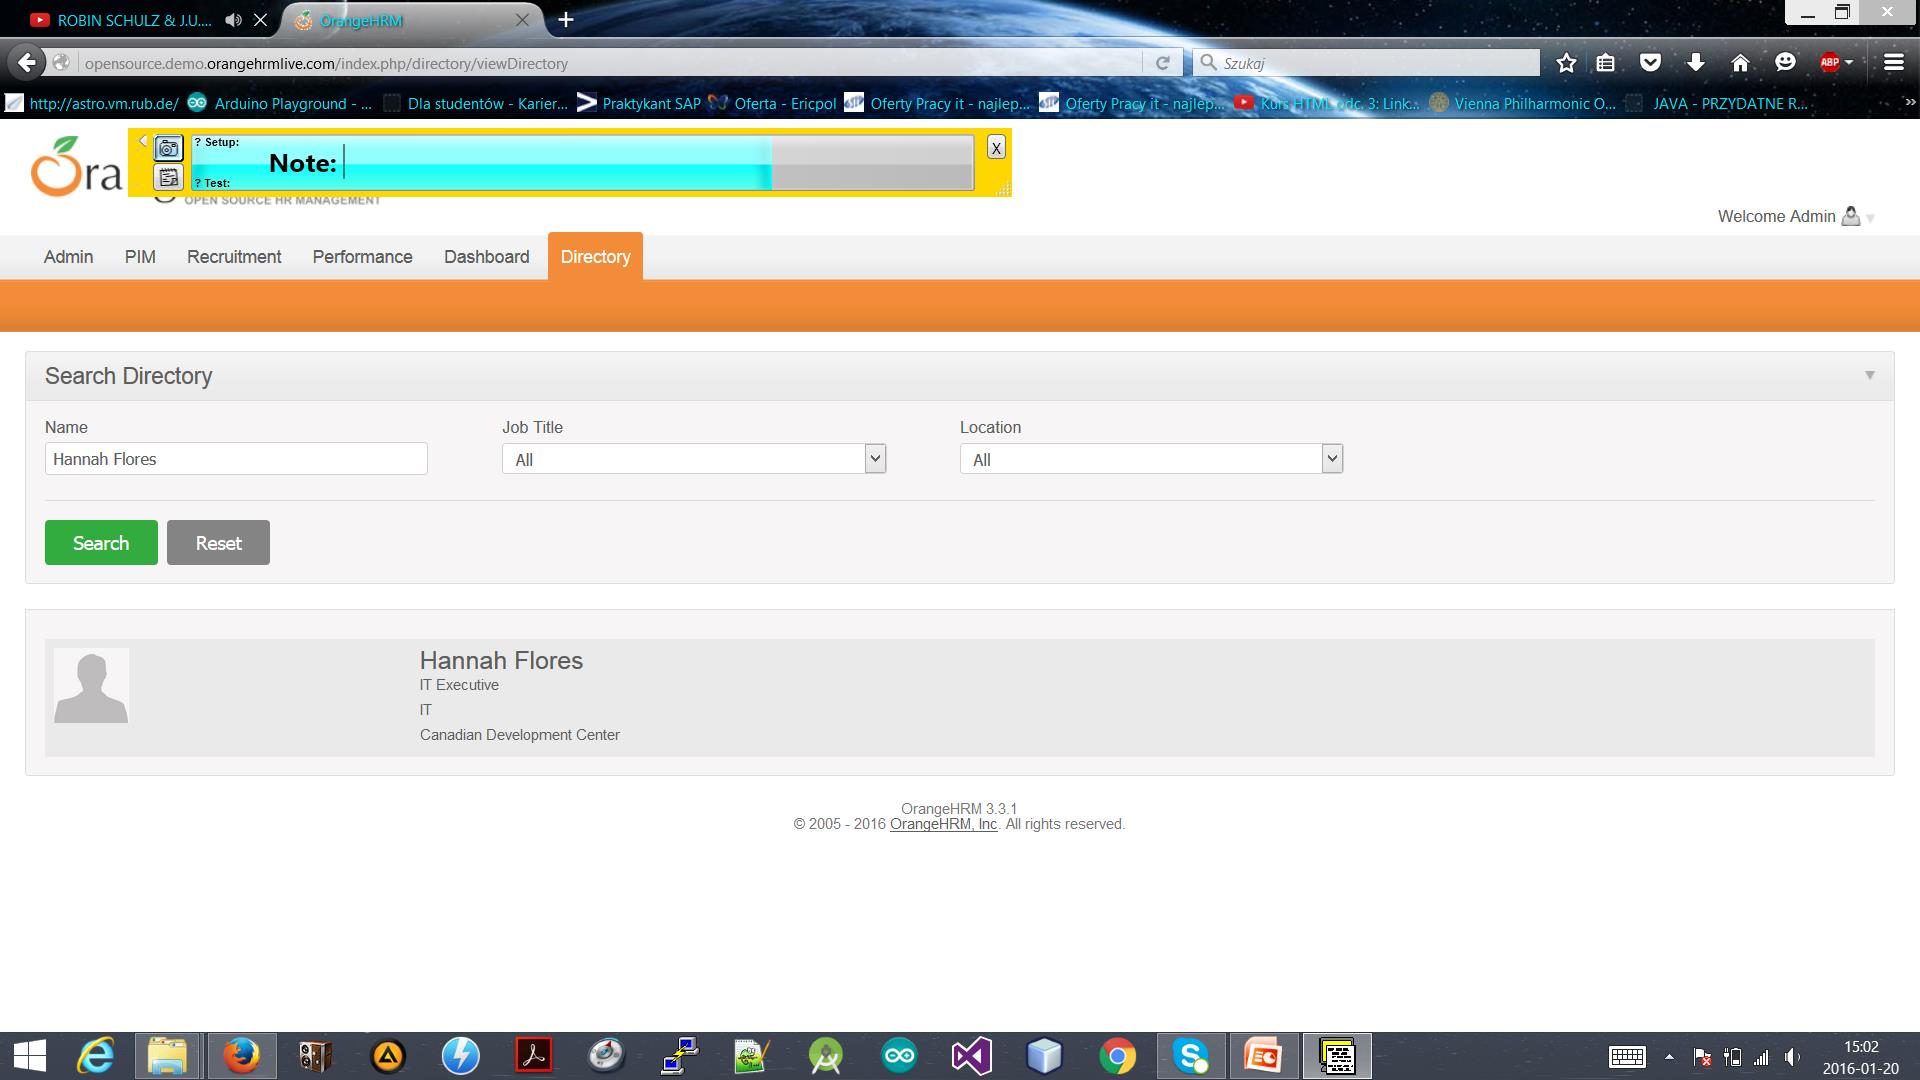 ROBIN SCHULZ & J.U....
OrangeHRM
opensource.demo.orangehrmlive.com/index.php/directory/viewDirectory
Szukaj
ABP
http://astro.vm.rub.de/
Arduino Playground - ...
Dla studentów - Karier...
Praktykant SAP
Oferta - Ericpol
Oferty Pracy it - najlep...
Oferty Pracy it - najlep...
Kurs HTML odc. 3: Link...
Vienna Philharmonic O...
JAVA - PRZYDATNE R...
? Setup:
Note:
? Test:
X
Ora
OPEN SOURCE HR MANAGEMENT
Welcome Admin
Admin
PIM
Recruitment
Performance
Dashboard
Directory
Search Directory
Name
Job Title
Location
Hannah Flores
All
All
Search
Reset
Hannah Flores
IT Executive
IT
Canadian Development Center
OrangeHRM 3.3.1
© 2005 - 2016 OrangeHRM, Inc. All rights reserved.
15:02
2016-01-20